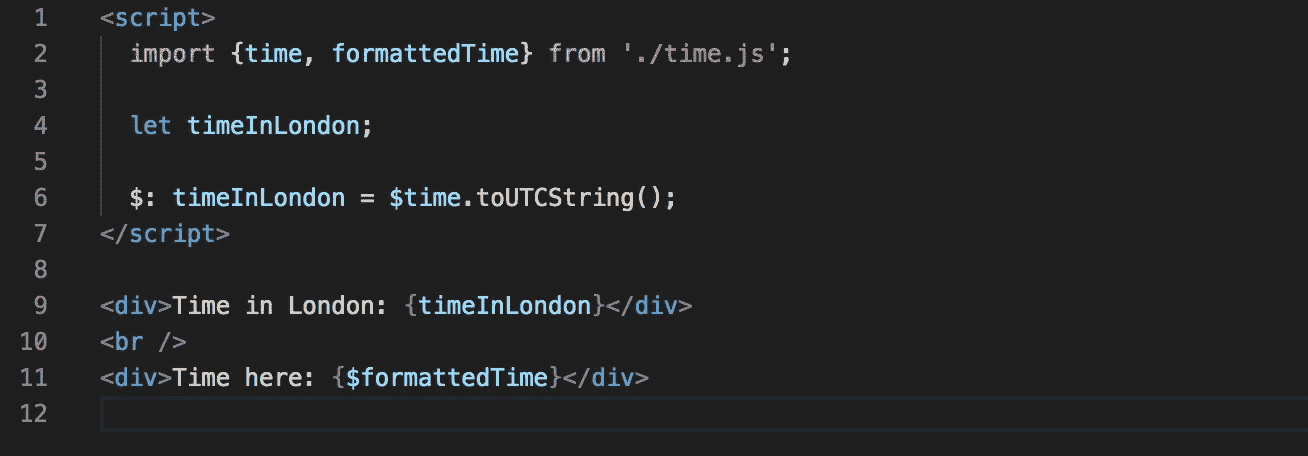 1 <script>
2 import {time, formattedTime} from './time.js';
3
4 let timeInLondon;
5
6 $: timeInLondon = $time.toUTCString();
7 </script>
8
9 <div>Time in London: {timeInLondon}</div>
10 <br />
11 <div>Time here: {$formattedTime}</div>
12